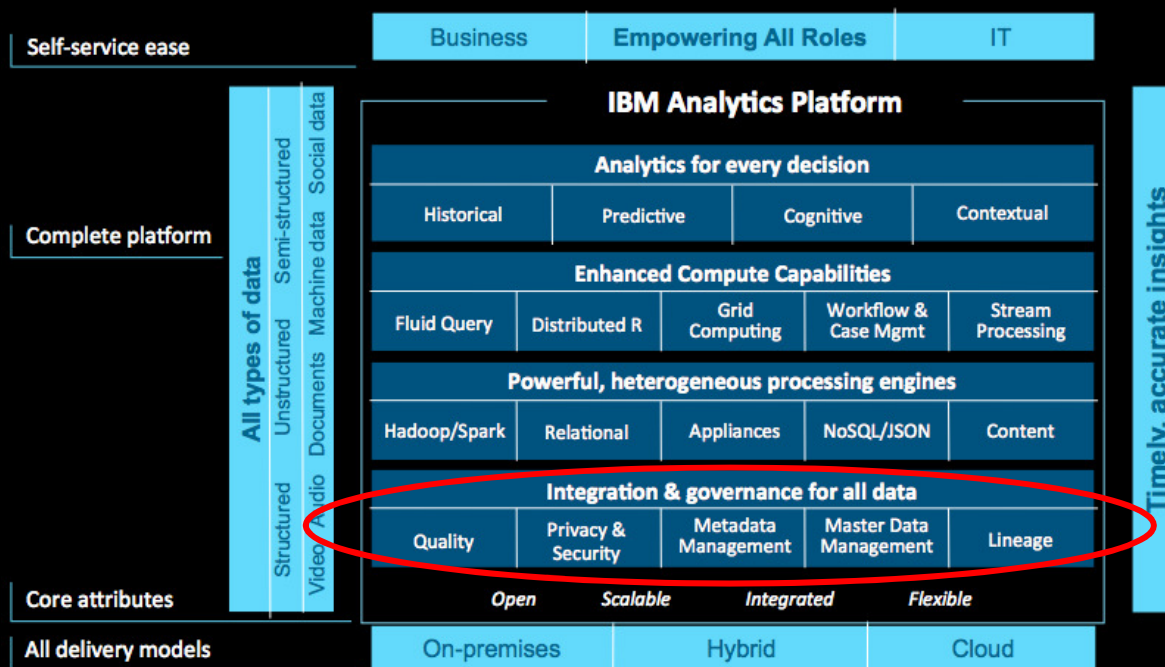 Self-service ease
Business
Empowering All Roles
IT
IBM Analytics Platform
Analytics for every decision
Historical
Predictive
Cognitive
Contextual
Complete platform
Enhanced Compute Capabilities
Fluid Query
Distributed R
Grid
Computing
Workflow &
Case Mgmt
Stream
Processing
Powerful, heterogeneous processing engines
Hadoop/Spark
Relational
Appliances
NoSQL/JSON
Content
Integration & governance for all data
Quality
Privacy &
Security
Metadata
Management
Master Data
Management
Lineage
All types of data
Structured
Unstructured
Semi-structured
Video
Audio
Documents
Machine data
Social data
Timely, accurate insights
Core attributes
Open
Scalable
Integrated
Flexible
All delivery models
On-premises
Hybrid
Cloud